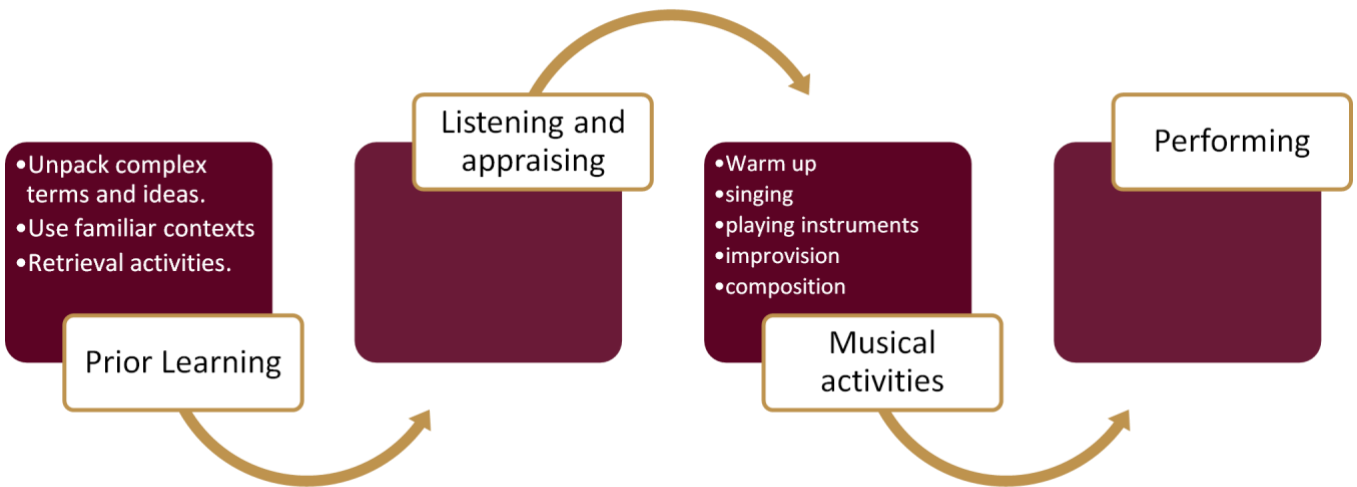 •Unpack complex
terms and ideas.
•Use familiar contexts
•Retrieval activities.
Prior Learning
Listening and
appraising
•Warm up
•singing
•playing instruments
•improvision
•composition
Musical
activities
Performing